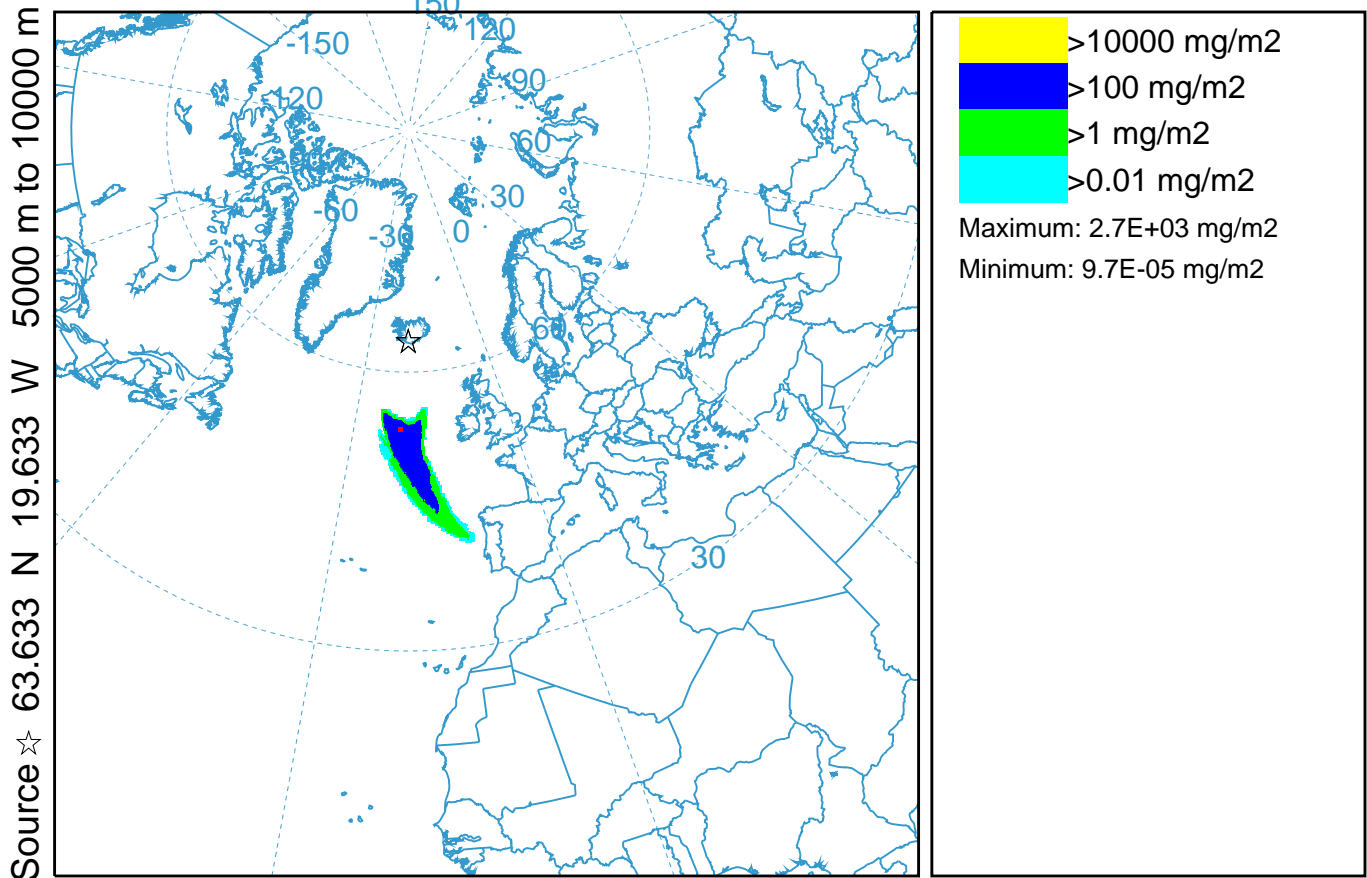 Source ☆ 63.633 N 19.633 W 5000 m to 10000 m
150
-150
120
-120
90
60
-60
30
-30
0
60
30
>10000 mg/m2
>100 mg/m2
>1 mg/m2
>0.01 mg/m2
Maximum: 2.7E+03 mg/m2
Minimum: 9.7E-05 mg/m2